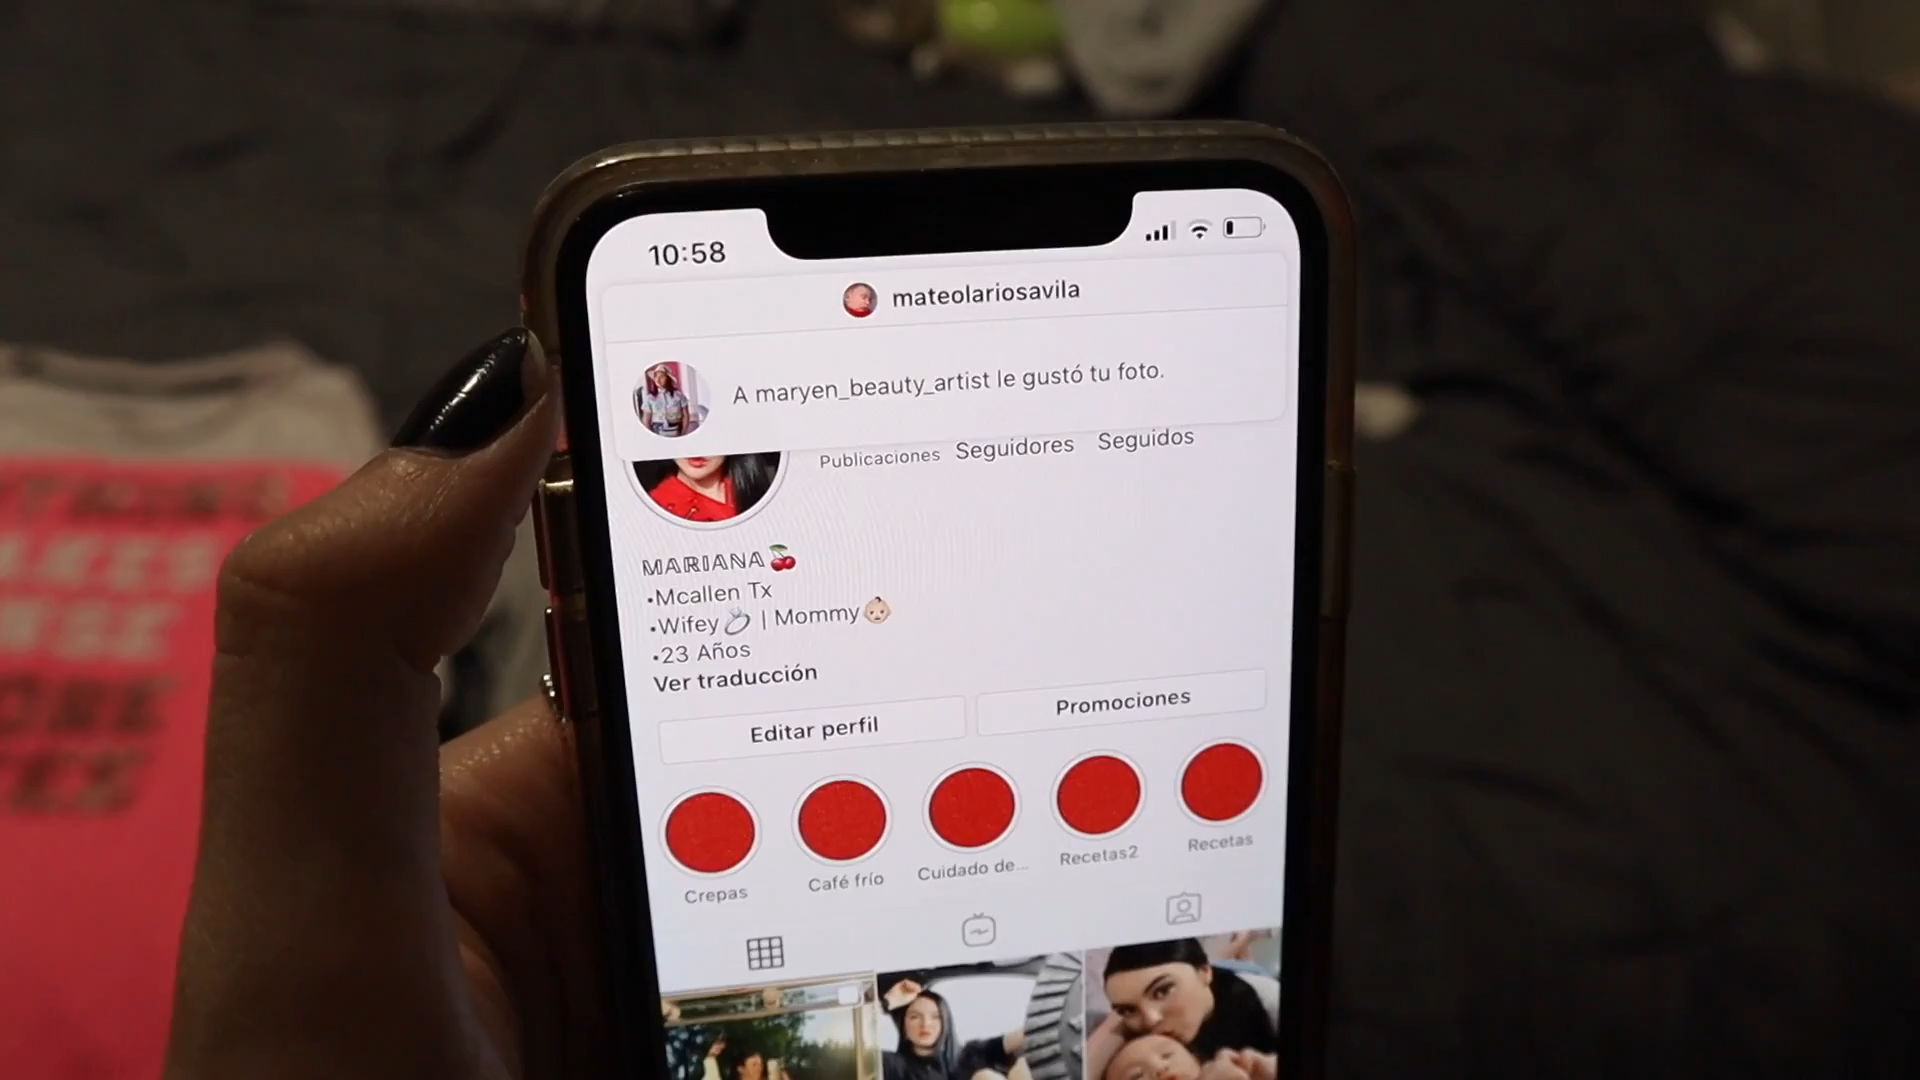 10:58
mateolariosavila
A maryen_beauty_artist le gustó tu foto.
Publicaciones Seguidores Seguidos
MARIANA🍒
•Mcallen Tx
•Wifey💍 | Mommy👶🏻
•23 Años
Ver traducción
Editar perfil Promociones
Crepas Café frío Cuidado de... Recetas2 Recetas